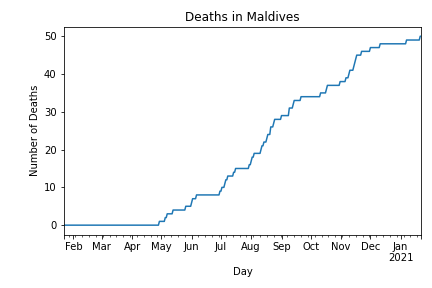 Deaths in Maldives
50
40
30
20
10
0
Number of Deaths
Feb Mar Apr May Jun Jul Aug Sep Oct Nov Dec Jan
2021
Day